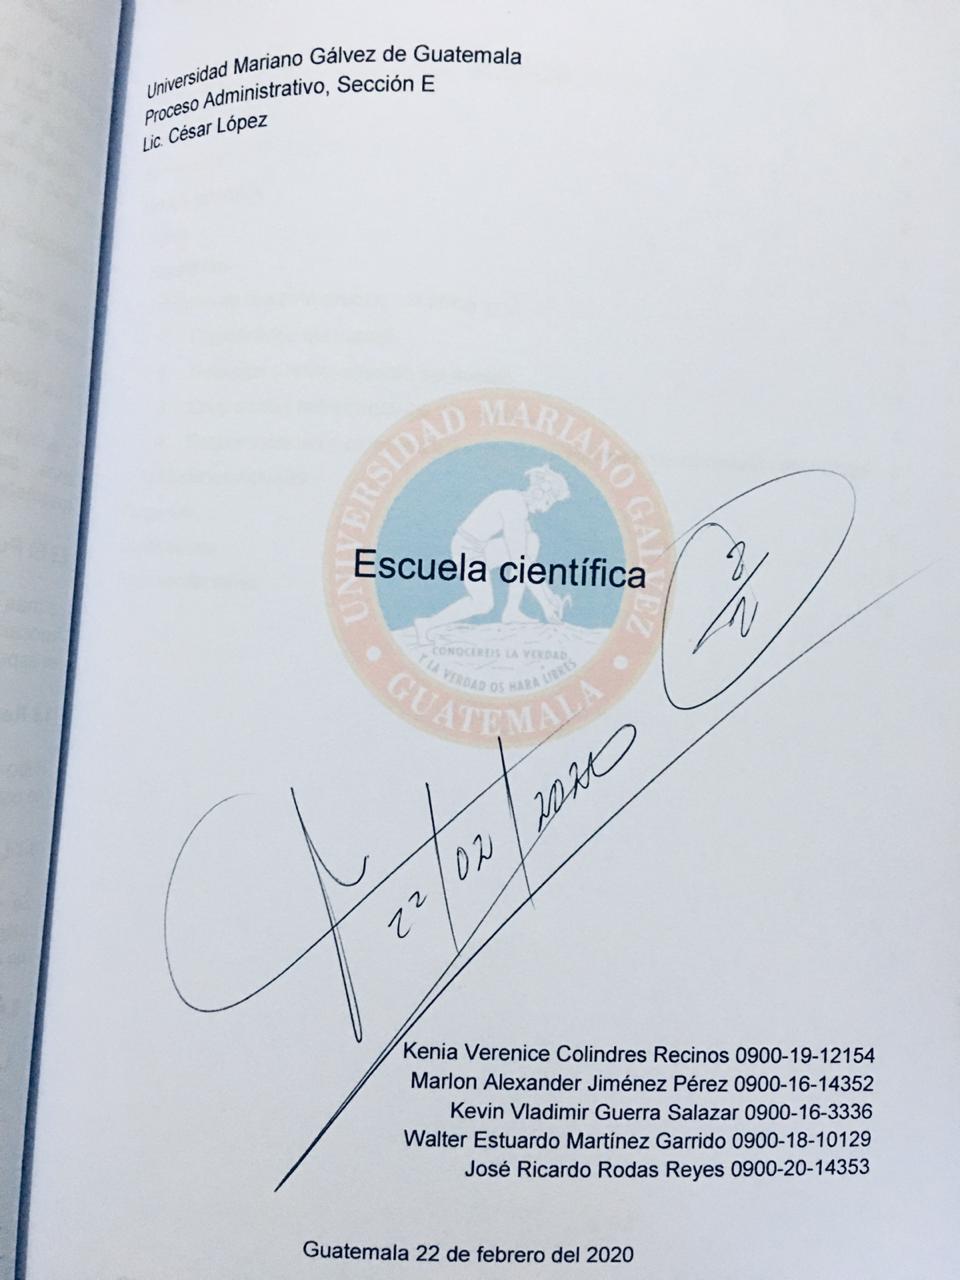 Universidad Mariano Gálvez de Guatemala
Proceso Administrativo, Sección E
Lic. César López
UNIVERSIDAD MARIANO GALVEZ
Escuela científica
2/2
CONOCEREIS LA VERDAD
Y LA VERDAD OS HARA LIBRES
GUATEMALA
22/02/2020
Kenia Verenice Colindres Recinos 0900-19-12154
Marlon Alexander Jiménez Pérez 0900-16-14352
Kevin Vladimir Guerra Salazar 0900-16-3336
Walter Estuardo Martínez Garrido 0900-18-10129
José Ricardo Rodas Reyes 0900-20-14353
Guatemala 22 de febrero del 2020